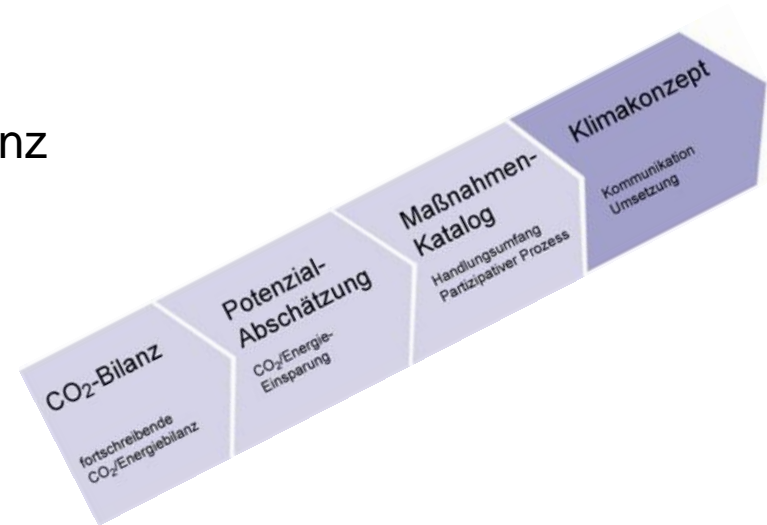 nz
CO₂-Bilanz
fortschreibende
CO₂/Energiebilanz
Potenzial-
Abschätzung
CO₂/Energie-
Einsparung
Maßnahmen-
Katalog
Handlungsumfang
Partizipativer Prozess
Klimakonzept
Kommunikation
Umsetzung